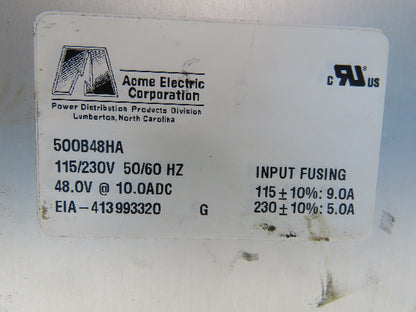 Acme Electric
Corporation
Power Distribution Products Division
Lumberton, North Carolina
C RU US
500B48HA
115/230V 50/60 HZ
48.0V @ 10.0ADC
EIA-413993320 G
INPUT FUSING
115 ± 10%: 9.0A
230 ± 10%: 5.0A